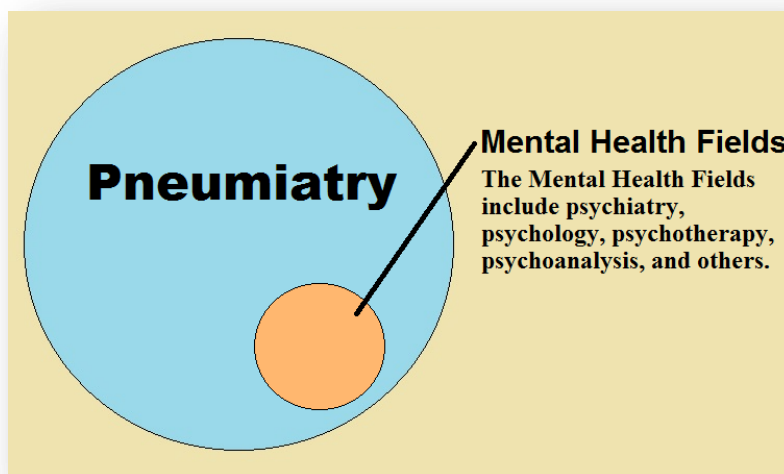 Pneumiatry
Mental Health Fields
The Mental Health Fields
include psychiatry,
psychology, psychotherapy,
psychoanalysis, and others.